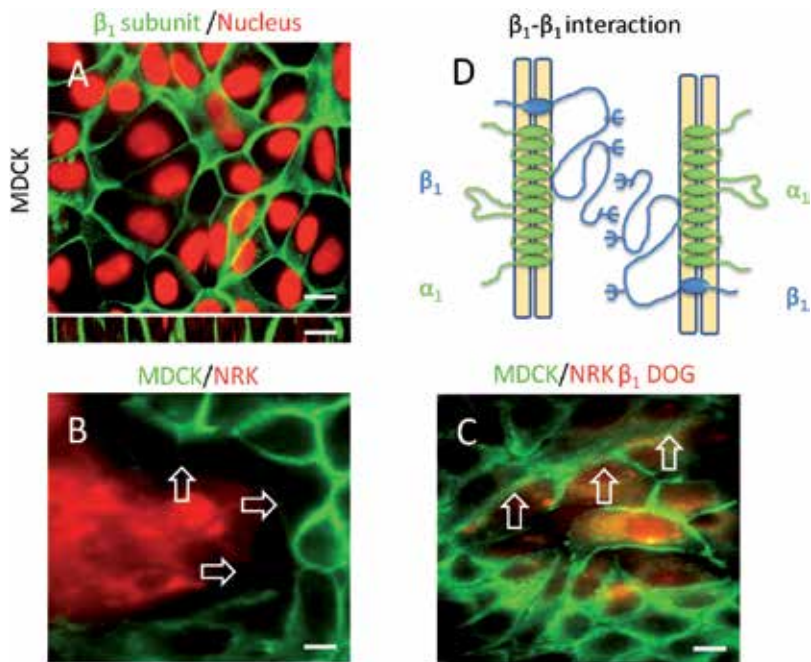 β₁ subunit /Nucleus
A
MDCK
β₁-β₁ interaction
D
β₁
α₁
α₁
β₁
MDCK/NRK
B
MDCK/NRK β₁ DOG
C